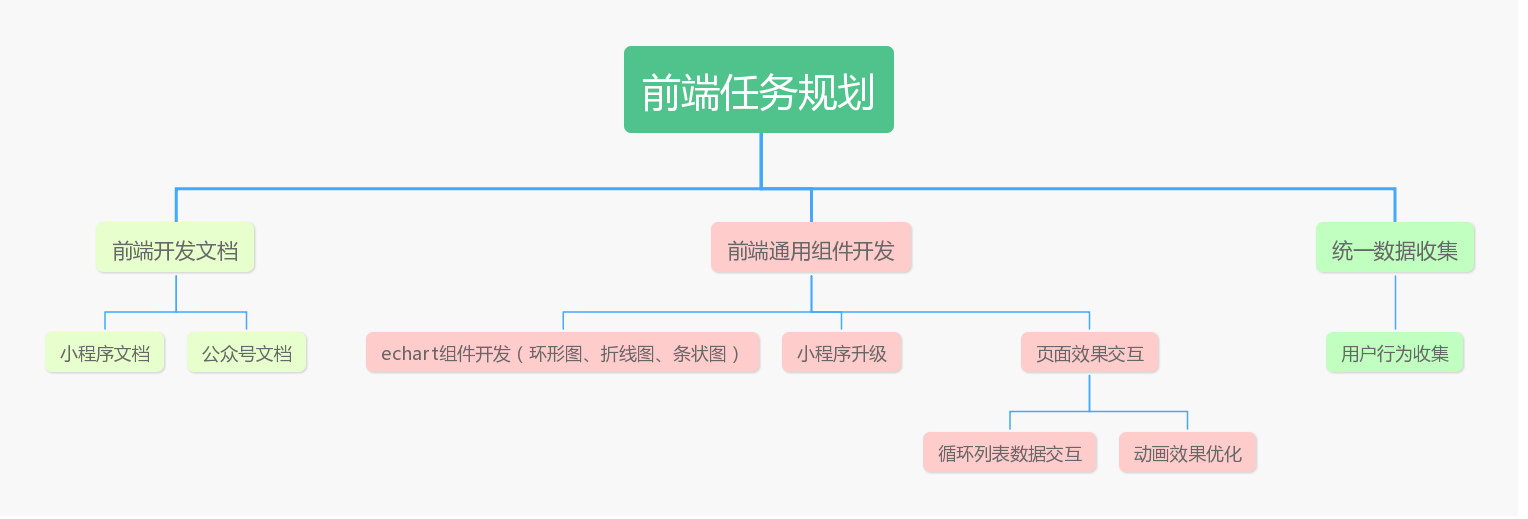 前端任务规划
前端开发文档
前端通用组件开发
统一数据收集
小程序文档
公众号文档
echart组件开发（环形图、折线图、条状图）
小程序升级
页面效果交互
用户行为收集
循环列表数据交互
动画效果优化